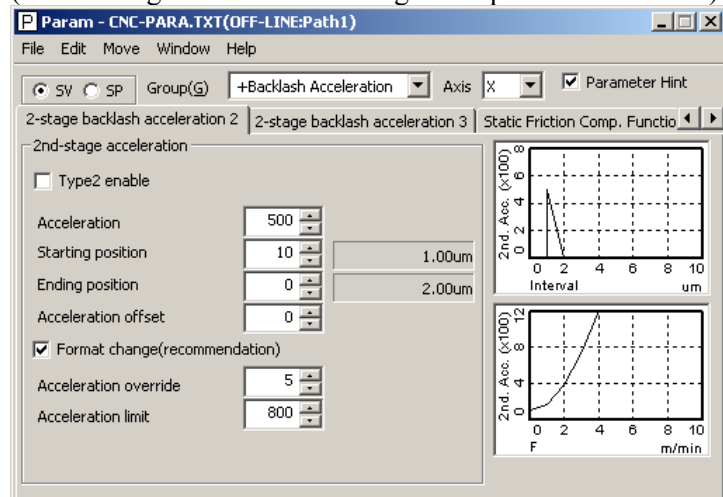 Param - CNC-PARA.TXT(OFF-LINE:Path1)
File Edit Move Window Help
SV SP Group(G) +Backlash Acceleration Axis X Parameter Hint
2-stage backlash acceleration 2 2-stage backlash acceleration 3 Static Friction Comp. Functio
2nd-stage acceleration
Type2 enable
Acceleration 500
Starting position 10 1.00um
Ending position 0 2.00um
Acceleration offset 0
Format change(recommendation)
Acceleration override 5
Acceleration limit 800
2nd. Acc. (x100)
8
6
4
2
0
0 2 4 6 8 10
Interval um
2nd. Acc. (x100)
12
8
4
0
0 2 4 6 8 10
F m/min